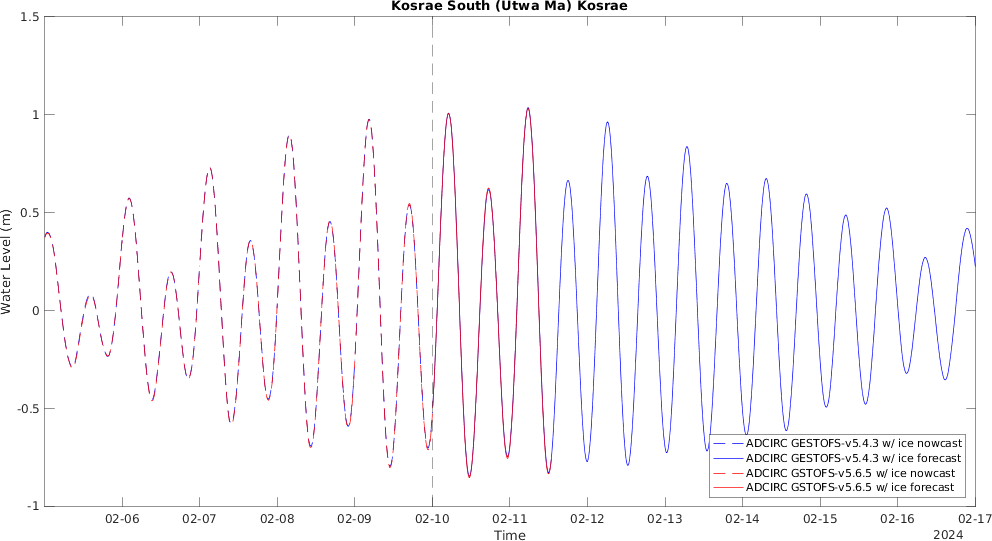 Kosrae South (Utwa Ma) Kosrae
1.5
1
0.5
0
-0.5
-1
Water Level (m)
ADCIRC GESTOFS-v5.4.3 w/ ice nowcast
ADCIRC GESTOFS-v5.4.3 w/ ice forecast
ADCIRC GSTOFS-v5.6.5 w/ ice nowcast
ADCIRC GSTOFS-v5.6.5 w/ ice forecast
02-06 02-07 02-08 02-09 02-10 02-11 02-12 02-13 02-14 02-15 02-16 02-17
Time
2024